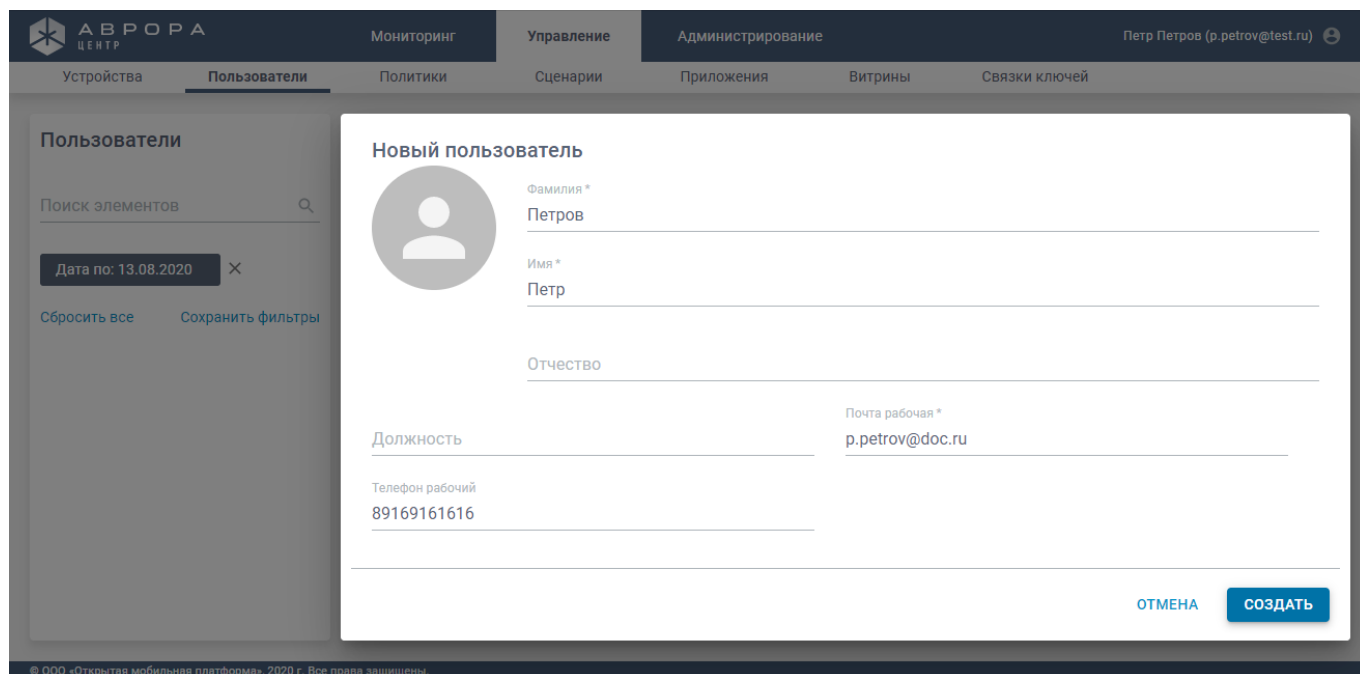 АВРОРА
ЦЕНТР
Мониторинг Управление Администрирование Петр Петров (p.petrov@test.ru)
Устройства Пользователи Политики Сценарии Приложения Витрины Связки ключей
Пользователи
Поиск элементов
Дата по: 13.08.2020
Сбросить все Сохранить фильтры
Новый пользователь
Фамилия *
Петров
Имя *
Петр
Отчество
Должность
Почта рабочая *
p.petrov@doc.ru
Телефон рабочий
89169161616
ОТМЕНА СОЗДАТЬ
© ООО «Открытая мобильная платформа», 2020 г. Все права защищены.